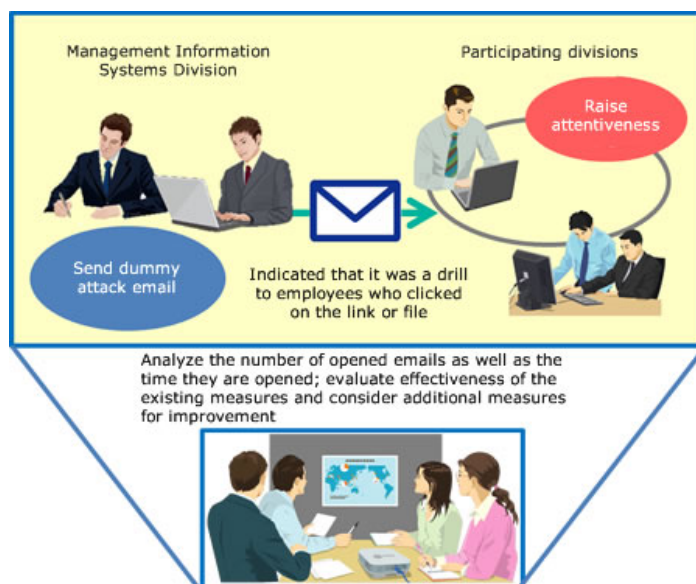 Management Information
Systems Division
Participating divisions
Raise
attentiveness
Send dummy
attack email
Indicated that it was a drill
to employees who clicked
on the link or file
Analyze the number of opened emails as well as the
time they are opened; evaluate effectiveness of the
existing measures and consider additional measures
for improvement